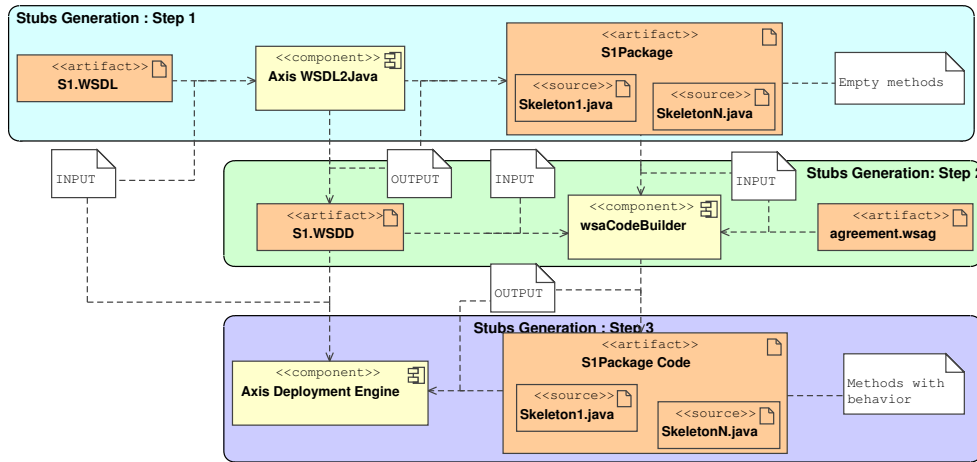 Stubs Generation : Step 1
<<artifact>>
S1.WSDL
<<component>>
Axis WSDL2Java
<<artifact>>
S1Package
<<source>>
Skeleton1.java
<<source>>
SkeletonN.java
Empty methods
INPUT
OUTPUT
INPUT
INPUT
Stubs Generation: Step 2
<<artifact>>
S1.WSDD
<<component>>
wsaCodeBuilder
<<artifact>>
agreement.wsag
OUTPUT
Stubs Generation : Step 3
<<component>>
Axis Deployment Engine
<<artifact>>
S1Package Code
<<source>>
Skeleton1.java
<<source>>
SkeletonN.java
Methods with
behavior